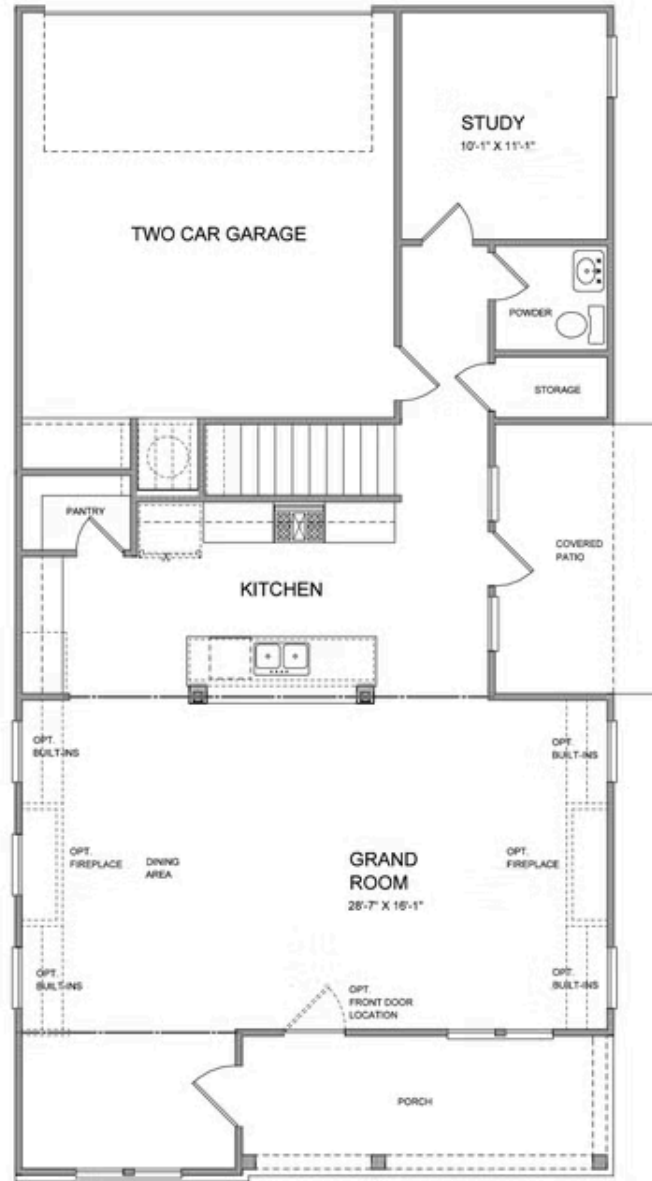 STUDY
10'-1" X 11'-1"
TWO CAR GARAGE
POWDER
STORAGE
PANTRY
COVERED
PATIO
KITCHEN
OPT.
BUILT-INS
OPT.
BUILT-INS
OPT.
FIREPLACE
DINING
AREA
GRAND
ROOM
28'-7" X 16'-1"
OPT.
FIREPLACE
OPT.
BUILT-INS
OPT.
FRONT DOOR
LOCATION
OPT.
BUILT-INS
PORCH